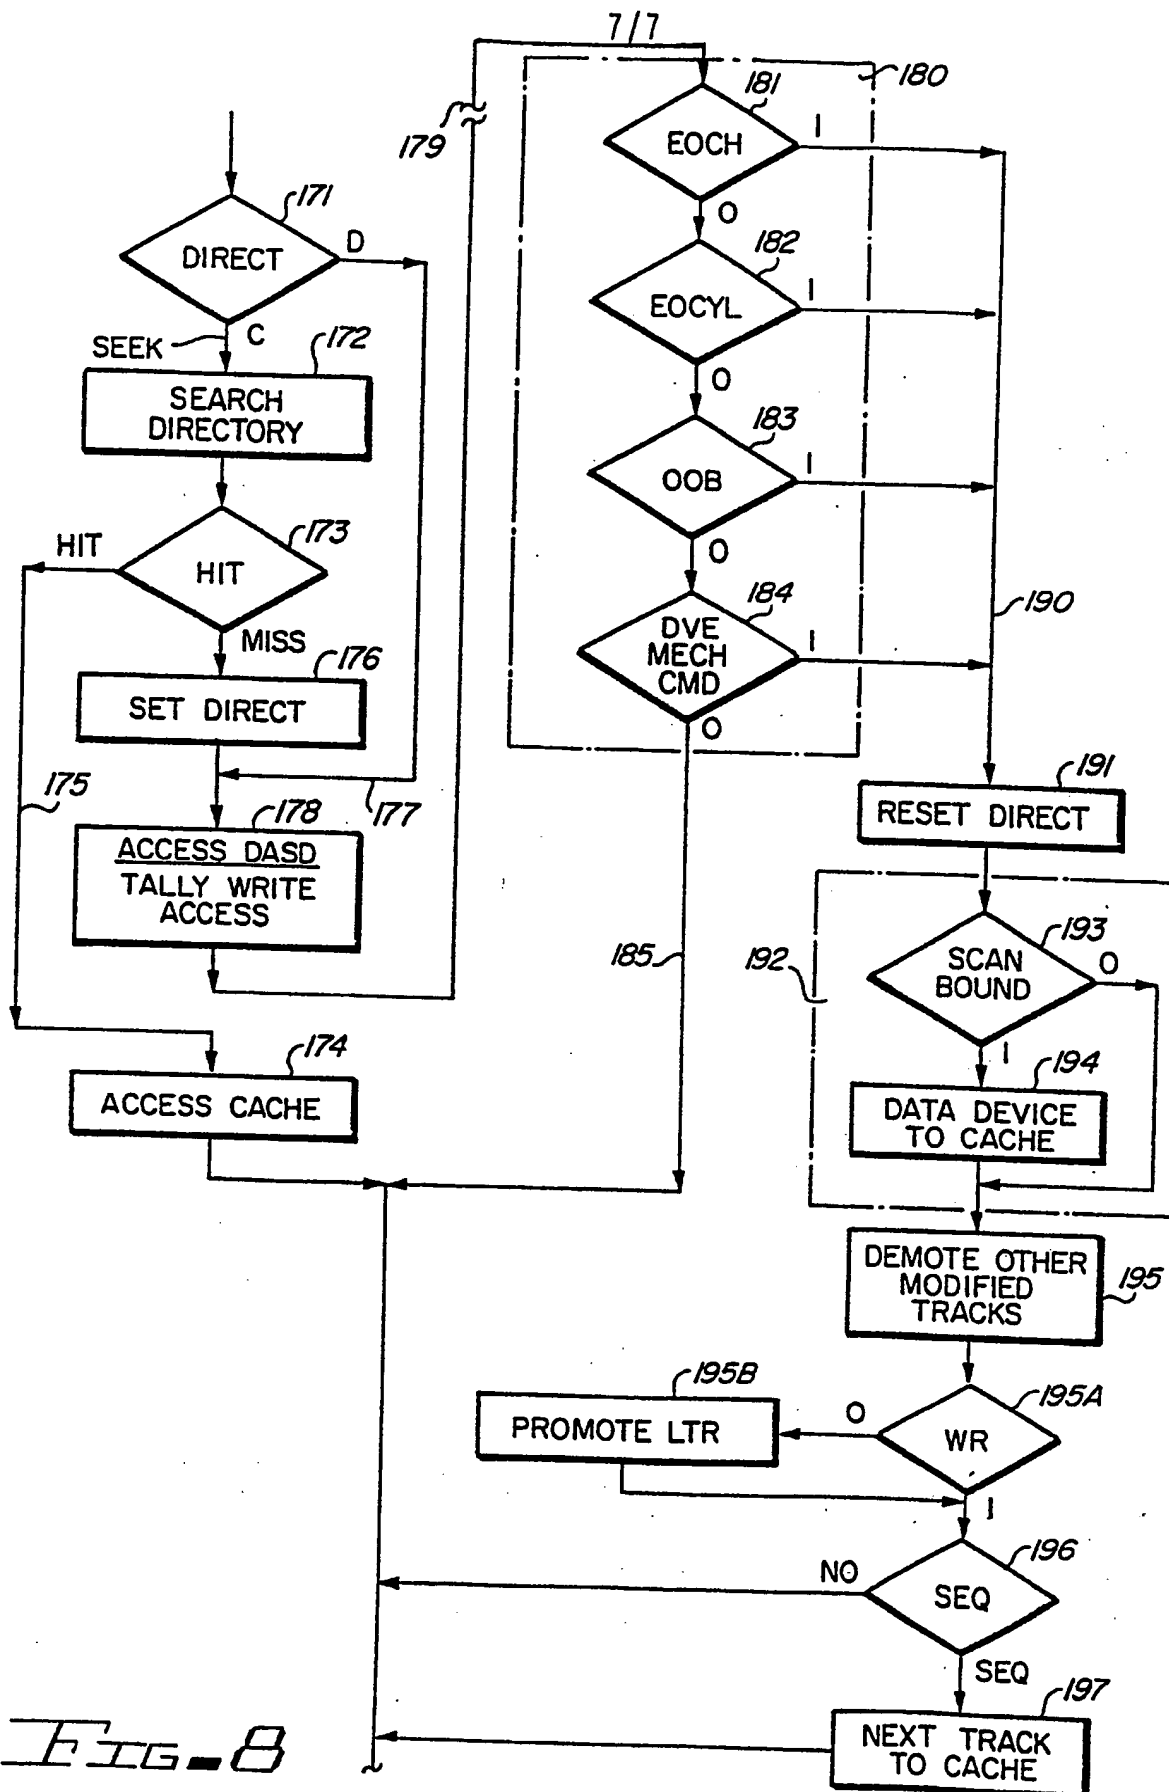 7/7
180
181
EOCH
1
0
179
171
DIRECT
D
C
SEEK
172
SEARCH
DIRECTORY
173
HIT
HIT
MISS
176
SET DIRECT
175
177
178
ACCESS DASD
TALLY WRITE
ACCESS
174
ACCESS CACHE
182
EOCYL
1
0
183
OOB
1
0
184
DVE
MECH
CMD
1
0
185
190
191
RESET DIRECT
192
193
SCAN
BOUND
0
1
194
DATA DEVICE
TO CACHE
195
DEMOTE OTHER
MODIFIED
TRACKS
195A
WR
0
1
195B
PROMOTE LTR
196
SEQ
NO
SEQ
197
NEXT TRACK
TO CACHE
FIG-8